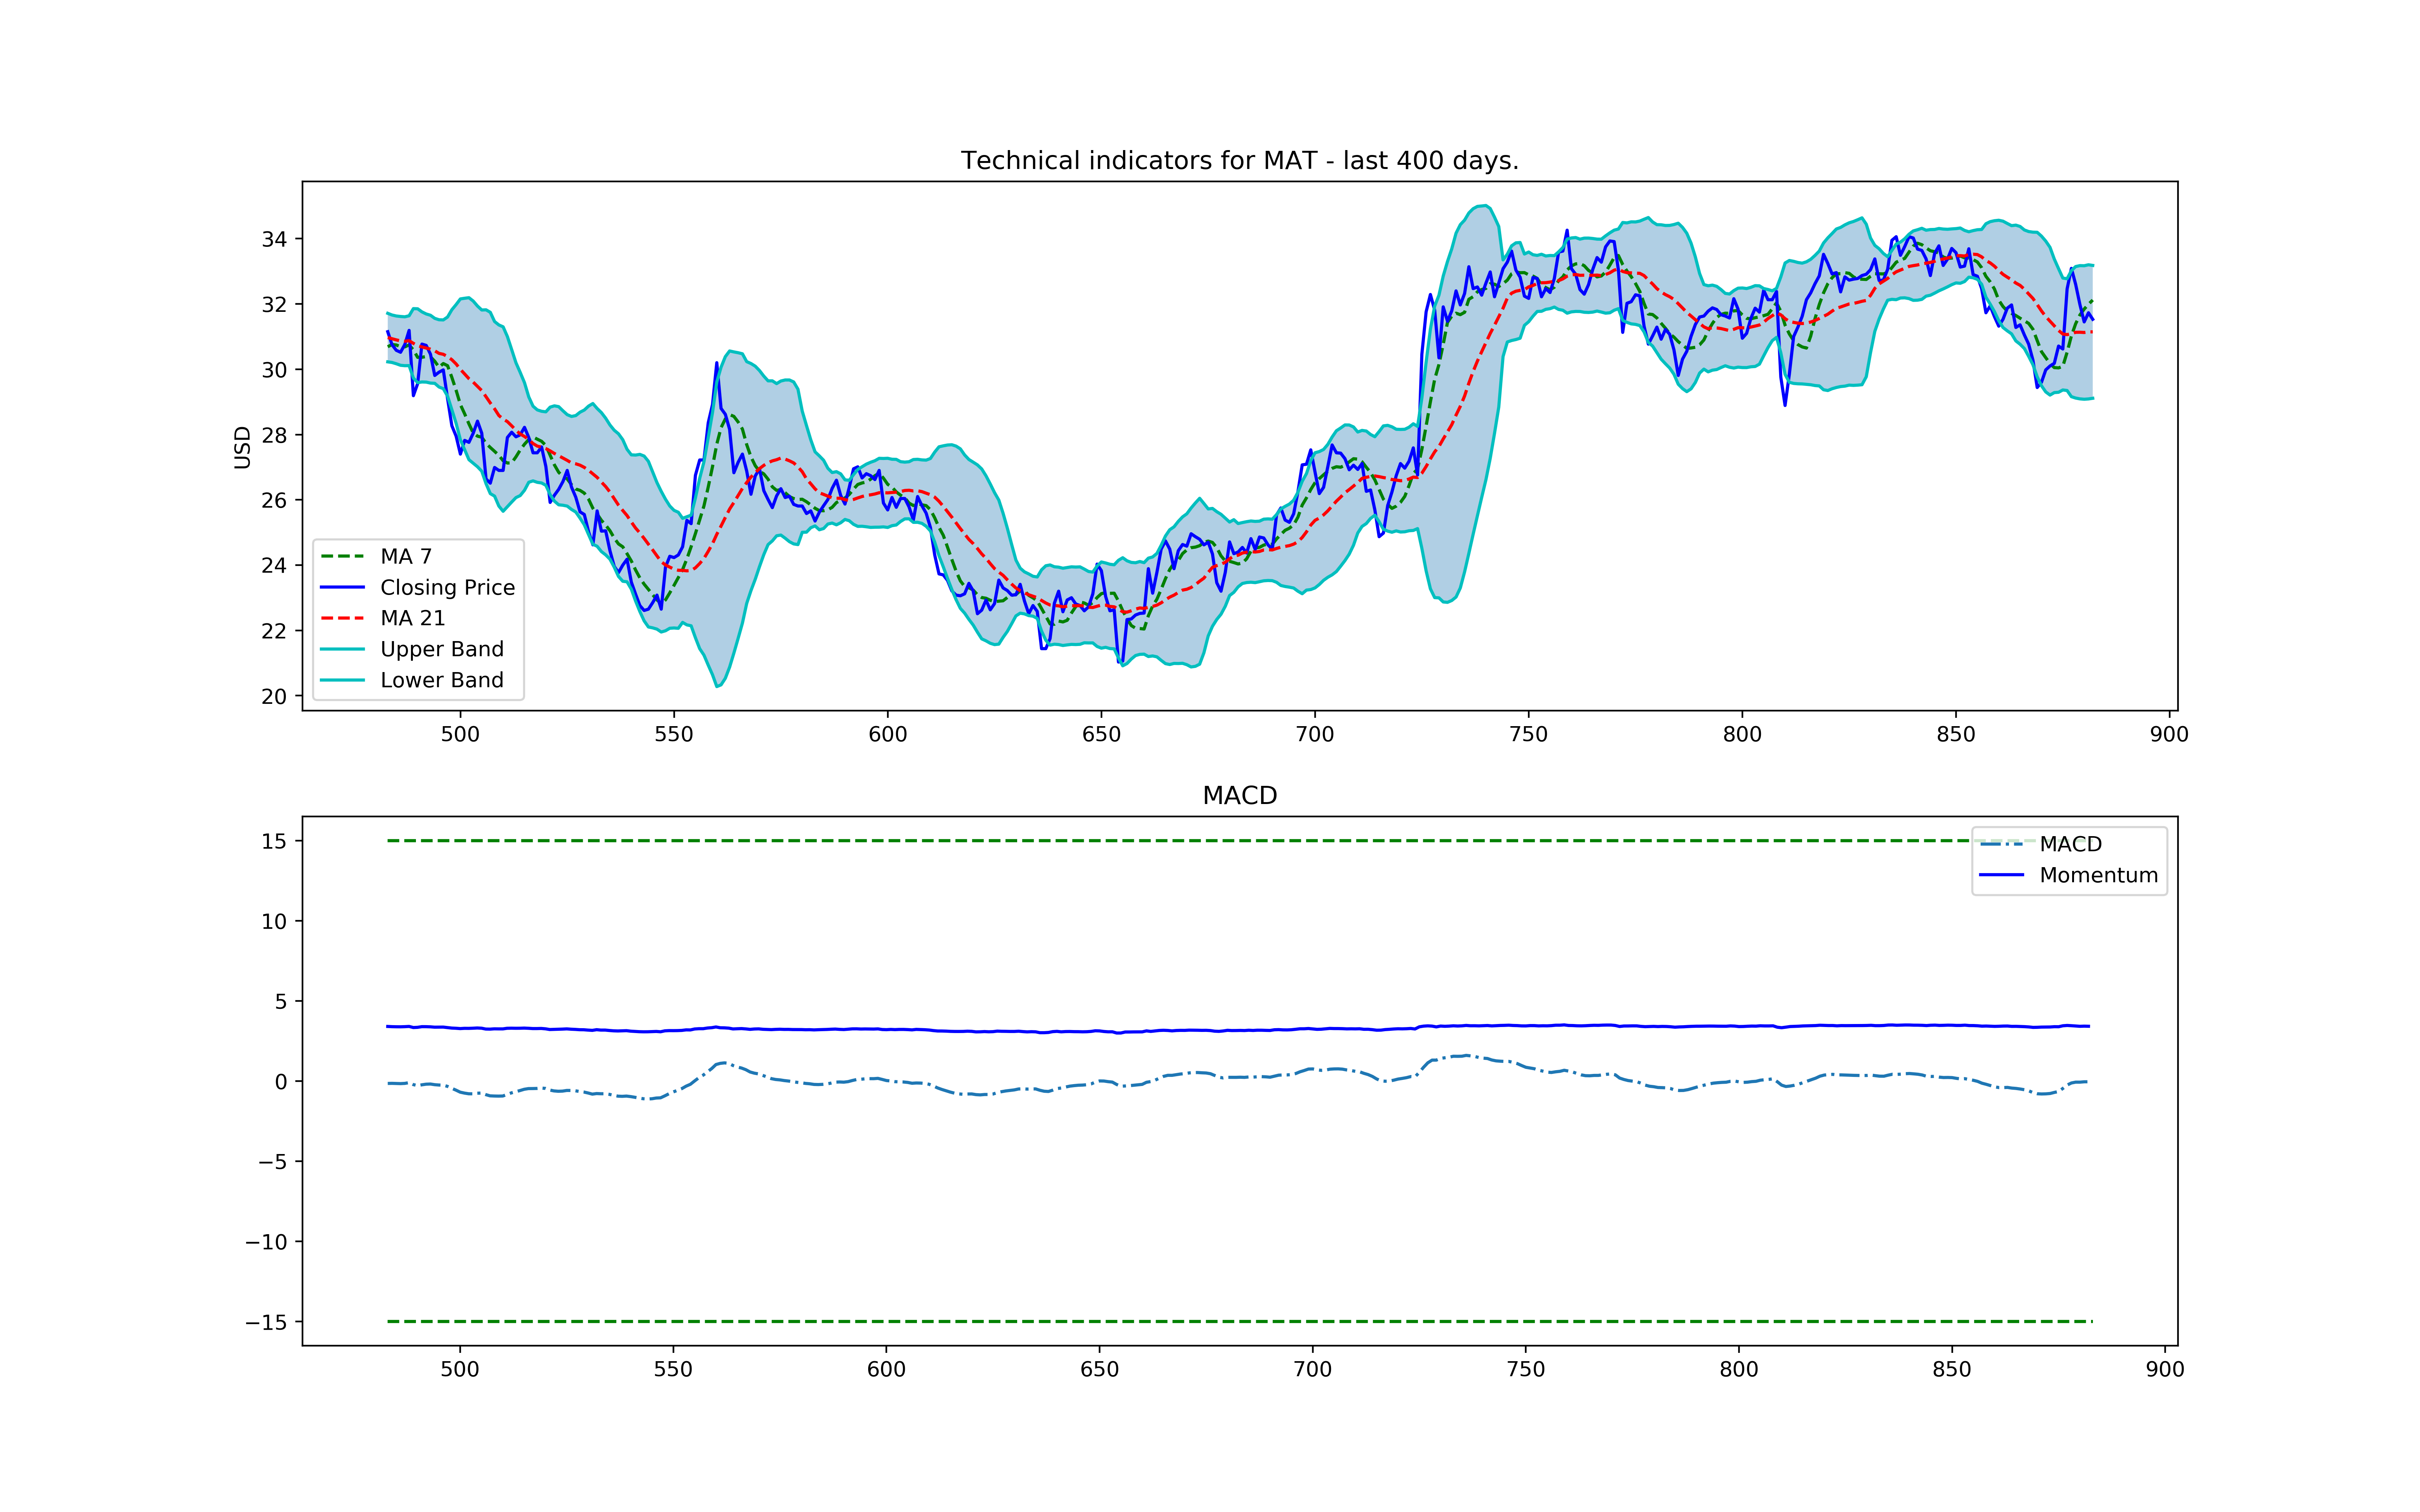 Technical indicators for MAT - last 400 days.
USD
34
32
30
28
26
24
22
20
MA 7
Closing Price
MA 21
Upper Band
Lower Band
500 550 600 650 700 750 800 850 900
MACD
15
10
5
0
−5
−10
−15
MACD
Momentum
500 550 600 650 700 750 800 850 900